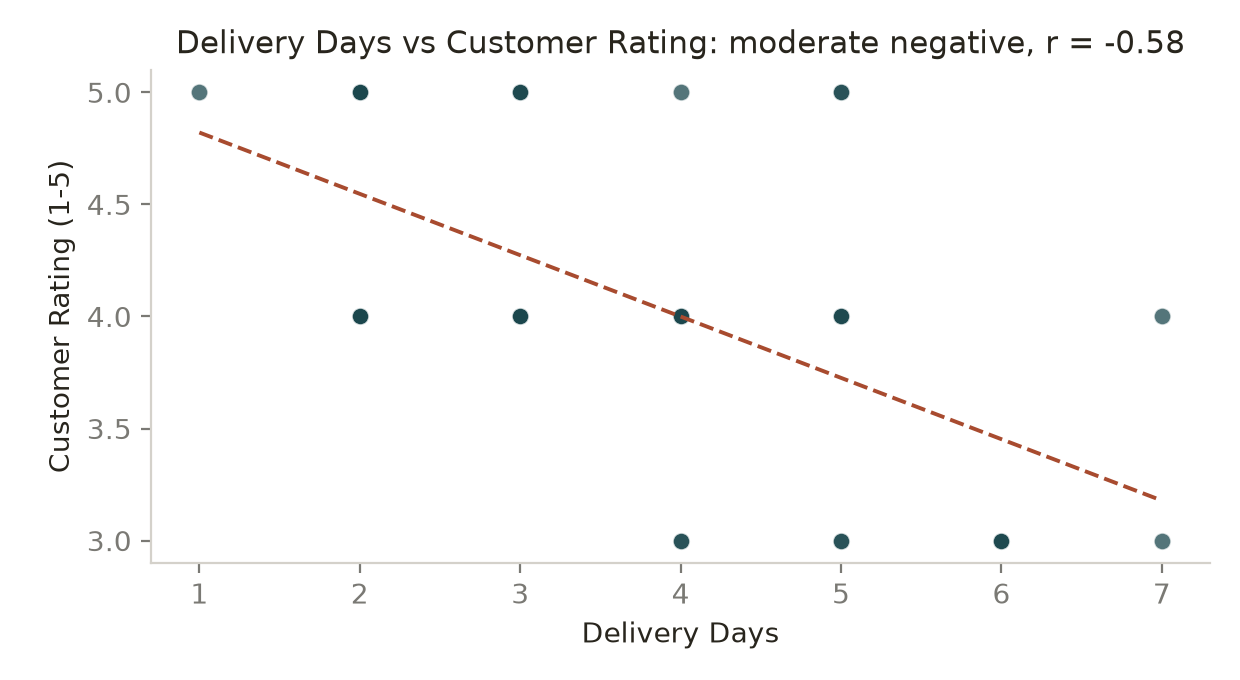 Delivery Days vs Customer Rating: moderate negative, r = -0.58
Customer Rating (1-5)
5.0
4.5
4.0
3.5
3.0
1 2 3 4 5 6 7
Delivery Days